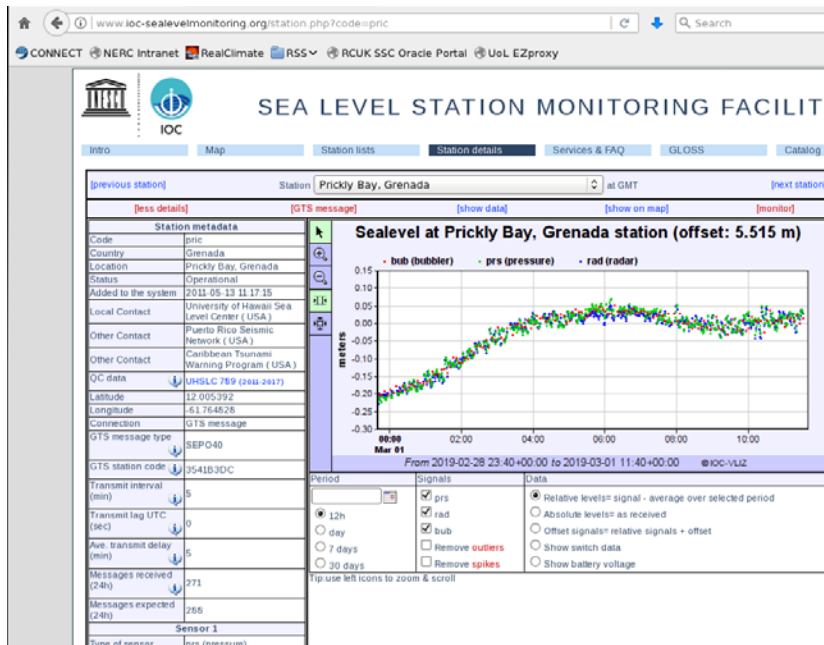 www.ioc-sealevelmonitoring.org/station.php?code=pric
Search
CONNECT NERC Intranet RealClimate RSS RCUK SSC Oracle Portal UoL EZproxy
IOC
SEA LEVEL STATION MONITORING FACILIT
Intro Map Station lists Station details Services & FAQ GLOSS Catalog
[previous station] Station Prickly Bay, Grenada at GMT [next station
[less details] [GTS message] [show data] [show on map] [monitor]
Station metadata
Code pric
Country Grenada
Location Prickly Bay, Grenada
Status Operational
Added to the system 2011-05-13 11:17:15
Local Contact University of Hawaii Sea
Level Center ( USA )
Other Contact Puerto Rico Seismic
Network ( USA )
Other Contact Caribbean Tsunami
Warning Program ( USA )
QC data UHSLC 789 (2011-2017)
Latitude 12.005392
Longitude -61.764828
Connection GTS message
GTS message type SEPO40
GTS station code 3541B3DC
Transmit interval
(min) 5
Transmit lag UTC
(sec) 0
Ave. transmit delay
(min) 5
Messages received
(24h) 271
Messages expected
(24h) 288
Sensor 1
Type of sensor prs (pressure)
Sealevel at Prickly Bay, Grenada station (offset: 5.515 m)
bub (bubbler) prs (pressure) rad (radar)
meters
0.15
0.10
0.05
0.00
-0.05
-0.10
-0.15
-0.20
-0.25
-0.30
00:00 02:00 04:00 06:00 08:00 10:00
Mar 01
From 2019-02-28 23:40+00:00 to 2019-03-01 11:40+00:00 ©IOC-VLIZ
Period Signals Data
12h
day
7 days
30 days
prs
rad
bub
Remove outliers
Remove spikes
Relative levels= signal - average over selected period
Absolute levels= as received
Offset signals= relative signals + offset
Show switch data
Show battery voltage
Tip:use left icons to zoom & scroll